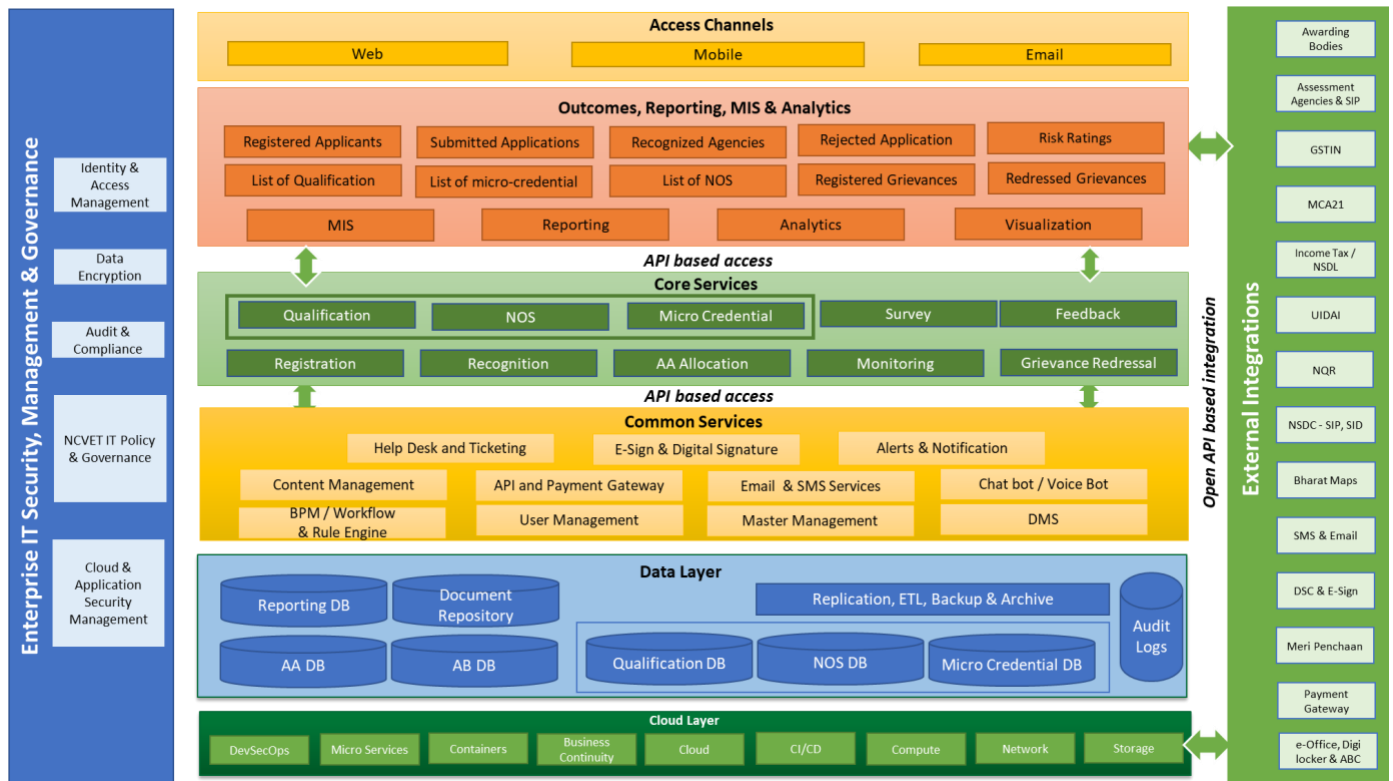 Enterprise IT Security, Management & Governance
Identity &
Access
Management
Data
Encryption
Audit &
Compliance
NCVET IT Policy
& Governance
Cloud &
Application
Security
Management
Access Channels
Web
Mobile
Email
Outcomes, Reporting, MIS & Analytics
Registered Applicants
Submitted Applications
Recognized Agencies
Rejected Application
Risk Ratings
List of Qualification
List of micro-credential
List of NOS
Registered Grievances
Redressed Grievances
MIS
Reporting
Analytics
Visualization
API based access
Core Services
Qualification
NOS
Micro Credential
Survey
Feedback
Registration
Recognition
AA Allocation
Monitoring
Grievance Redressal
API based access
Common Services
Help Desk and Ticketing
E-Sign & Digital Signature
Alerts & Notification
Content Management
API and Payment Gateway
Email & SMS Services
Chat bot / Voice Bot
BPM / Workflow
& Rule Engine
User Management
Master Management
DMS
Data Layer
Reporting DB
Document
Repository
Replication, ETL, Backup & Archive
Audit
Logs
AA DB
AB DB
Qualification DB
NOS DB
Micro Credential DB
Cloud Layer
DevSecOps
Micro Services
Containers
Business
Continuity
Cloud
CI/CD
Compute
Network
Storage
Open API based integration
External Integrations
Awarding
Bodies
Assessment
Agencies & SIP
GSTIN
MCA21
Income Tax /
NSDL
UIDAI
NQR
NSDC - SIP, SID
Bharat Maps
SMS & Email
DSC & E-Sign
Meri Penchaan
Payment
Gateway
e-Office, Digi
locker & ABC